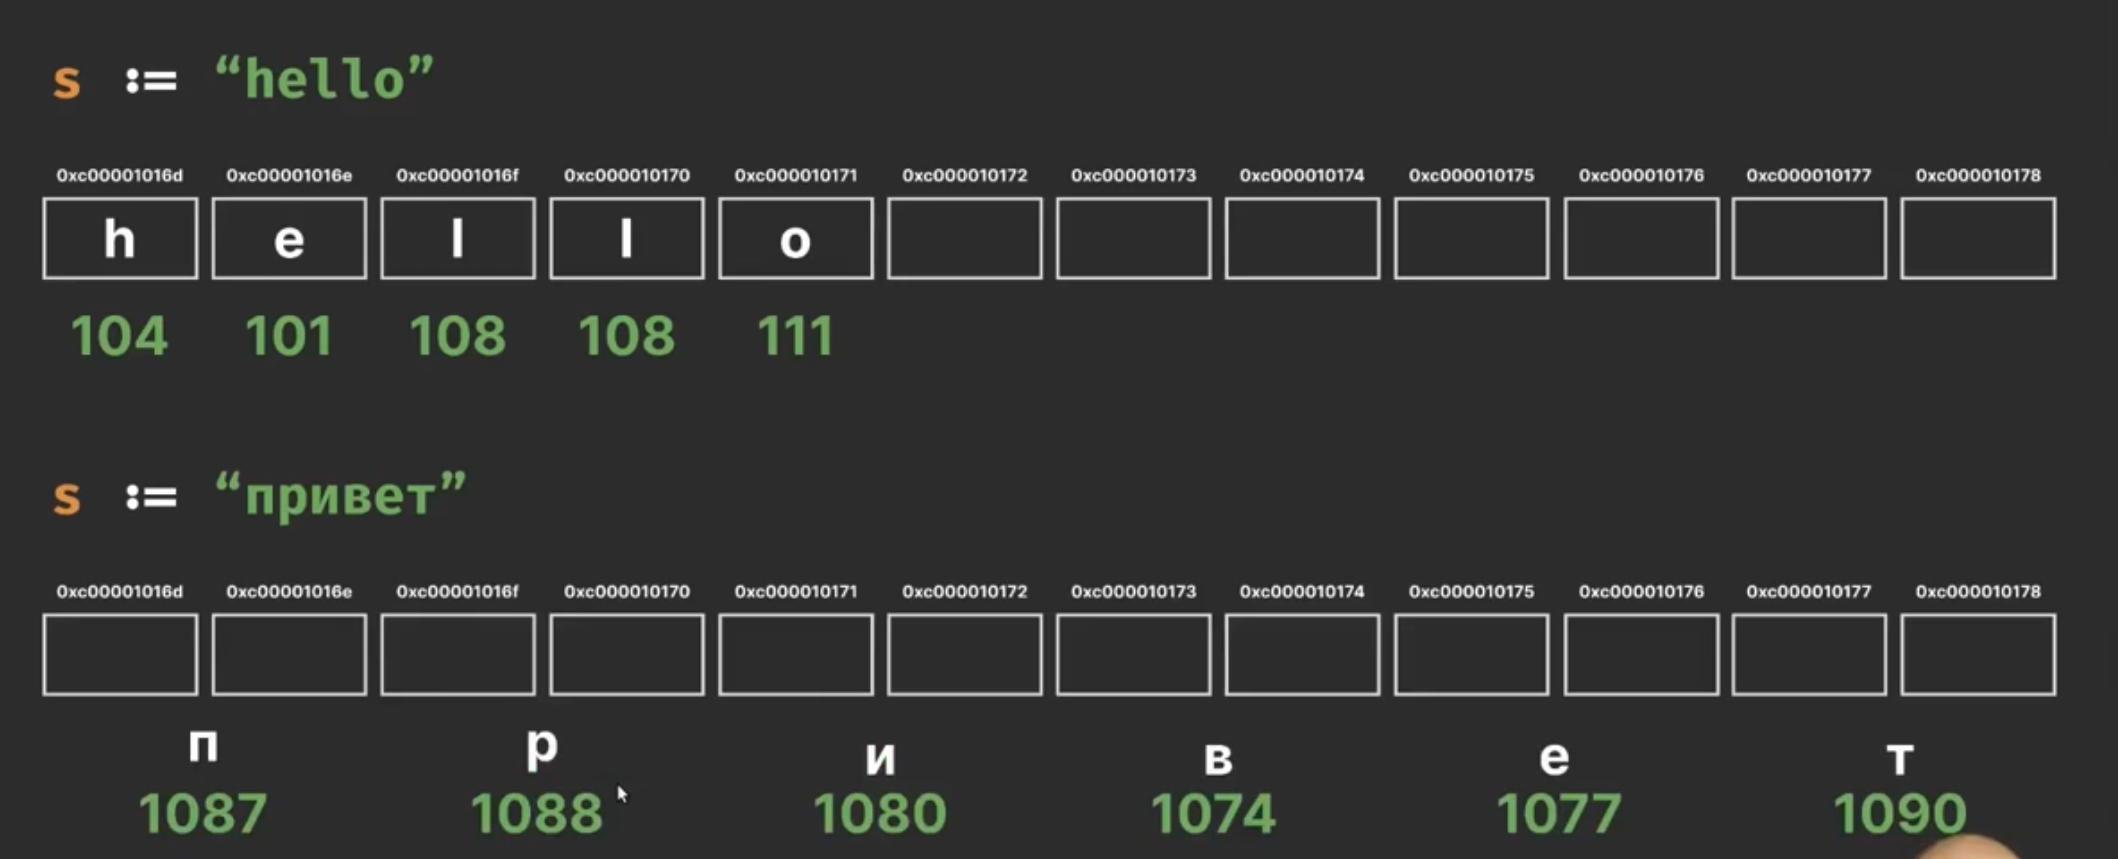 s := “hello”
0xc00001016d 0xc00001016e 0xc00001016f 0xc000010170 0xc000010171 0xc000010172 0xc000010173 0xc000010174 0xc000010175 0xc000010176 0xc000010177 0xc000010178
h e l l o
104 101 108 108 111
s := “привет”
0xc00001016d 0xc00001016e 0xc00001016f 0xc000010170 0xc000010171 0xc000010172 0xc000010173 0xc000010174 0xc000010175 0xc000010176 0xc000010177 0xc000010178
п р и в е т
1087 1088 1080 1074 1077 1090